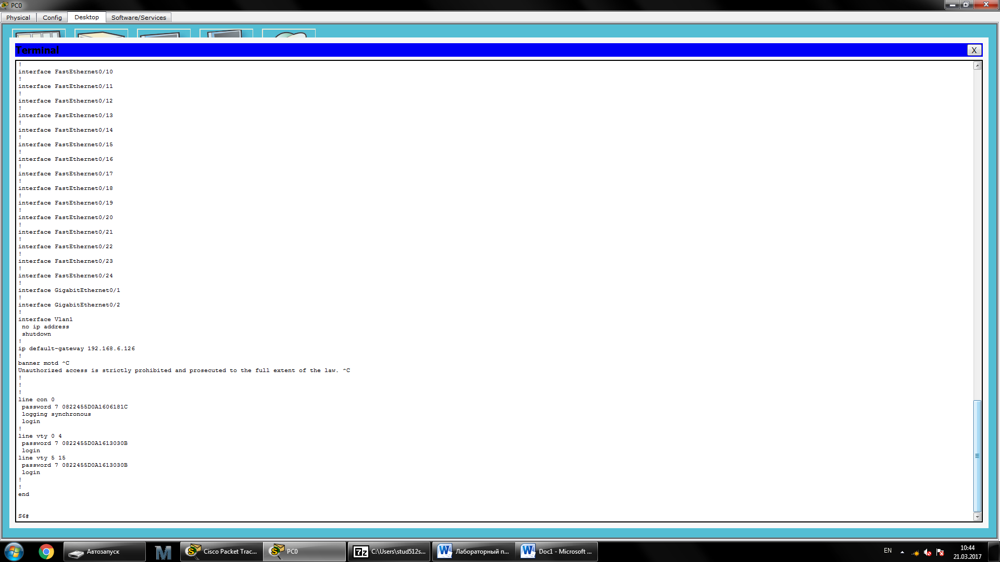 PC0
Physical Config Desktop Software/Services
Terminal X
!
interface FastEthernet0/10
!
interface FastEthernet0/11
!
interface FastEthernet0/12
!
interface FastEthernet0/13
!
interface FastEthernet0/14
!
interface FastEthernet0/15
!
interface FastEthernet0/16
!
interface FastEthernet0/17
!
interface FastEthernet0/18
!
interface FastEthernet0/19
!
interface FastEthernet0/20
!
interface FastEthernet0/21
!
interface FastEthernet0/22
!
interface FastEthernet0/23
!
interface FastEthernet0/24
!
interface GigabitEthernet0/1
!
interface GigabitEthernet0/2
!
interface Vlan1
no ip address
shutdown
!
ip default-gateway 192.168.6.126
!
banner motd ^C
Unauthorized access is strictly prohibited and prosecuted to the full extent of the law. ^C
!
!
!
line con 0
password 7 0822455D0A1606181C
logging synchronous
login
!
line vty 0 4
password 7 0822455D0A1613030B
login
line vty 5 15
password 7 0822455D0A1613030B
login
!
!
end
S6#
Автозапуск Cisco Packet Trac... PC0 7z C:\Users\stud512s... Лабораторный п... Doc1 - Microsoft ... EN 10:44
21.03.2017